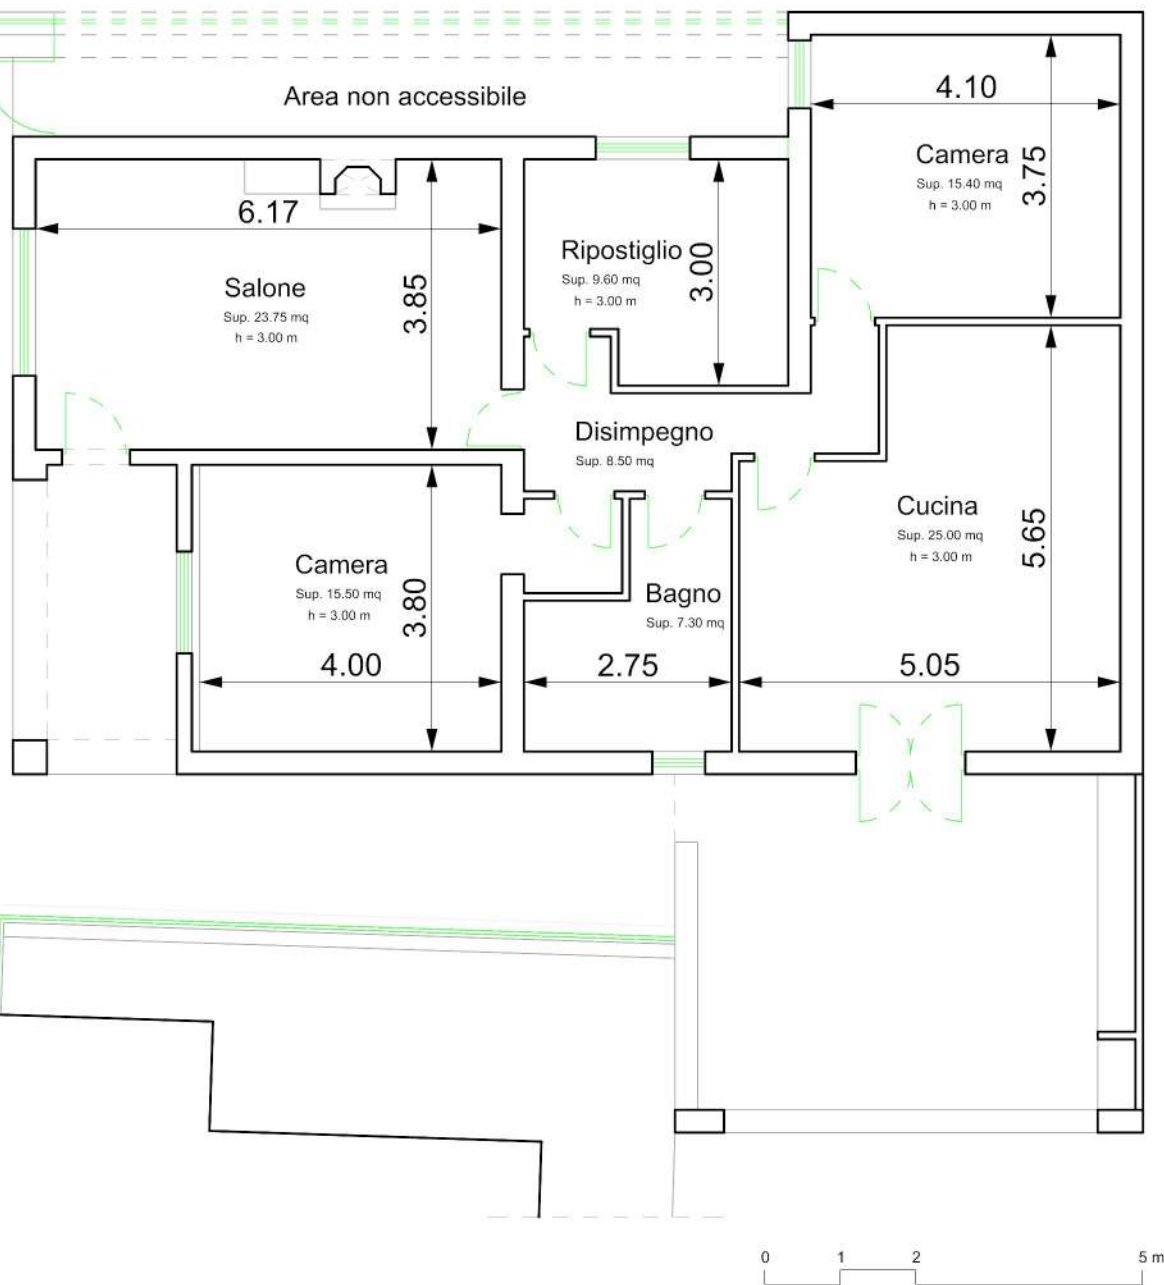 Area non accessibile
4.10
Camera
Sup. 15.40 mq
h = 3.00 m
3.75
6.17
Salone
Sup. 23.75 mq
h = 3.00 m
3.85
Ripostiglio
Sup. 9.60 mq
h = 3.00 m
3.00
Disimpegno
Sup. 8.50 mq
Camera
Sup. 15.50 mq
h = 3.00 m
3.80
4.00
Bagno
Sup. 7.30 mq
2.75
Cucina
Sup. 25.00 mq
h = 3.00 m
5.65
5.05
0 1 2 5 m